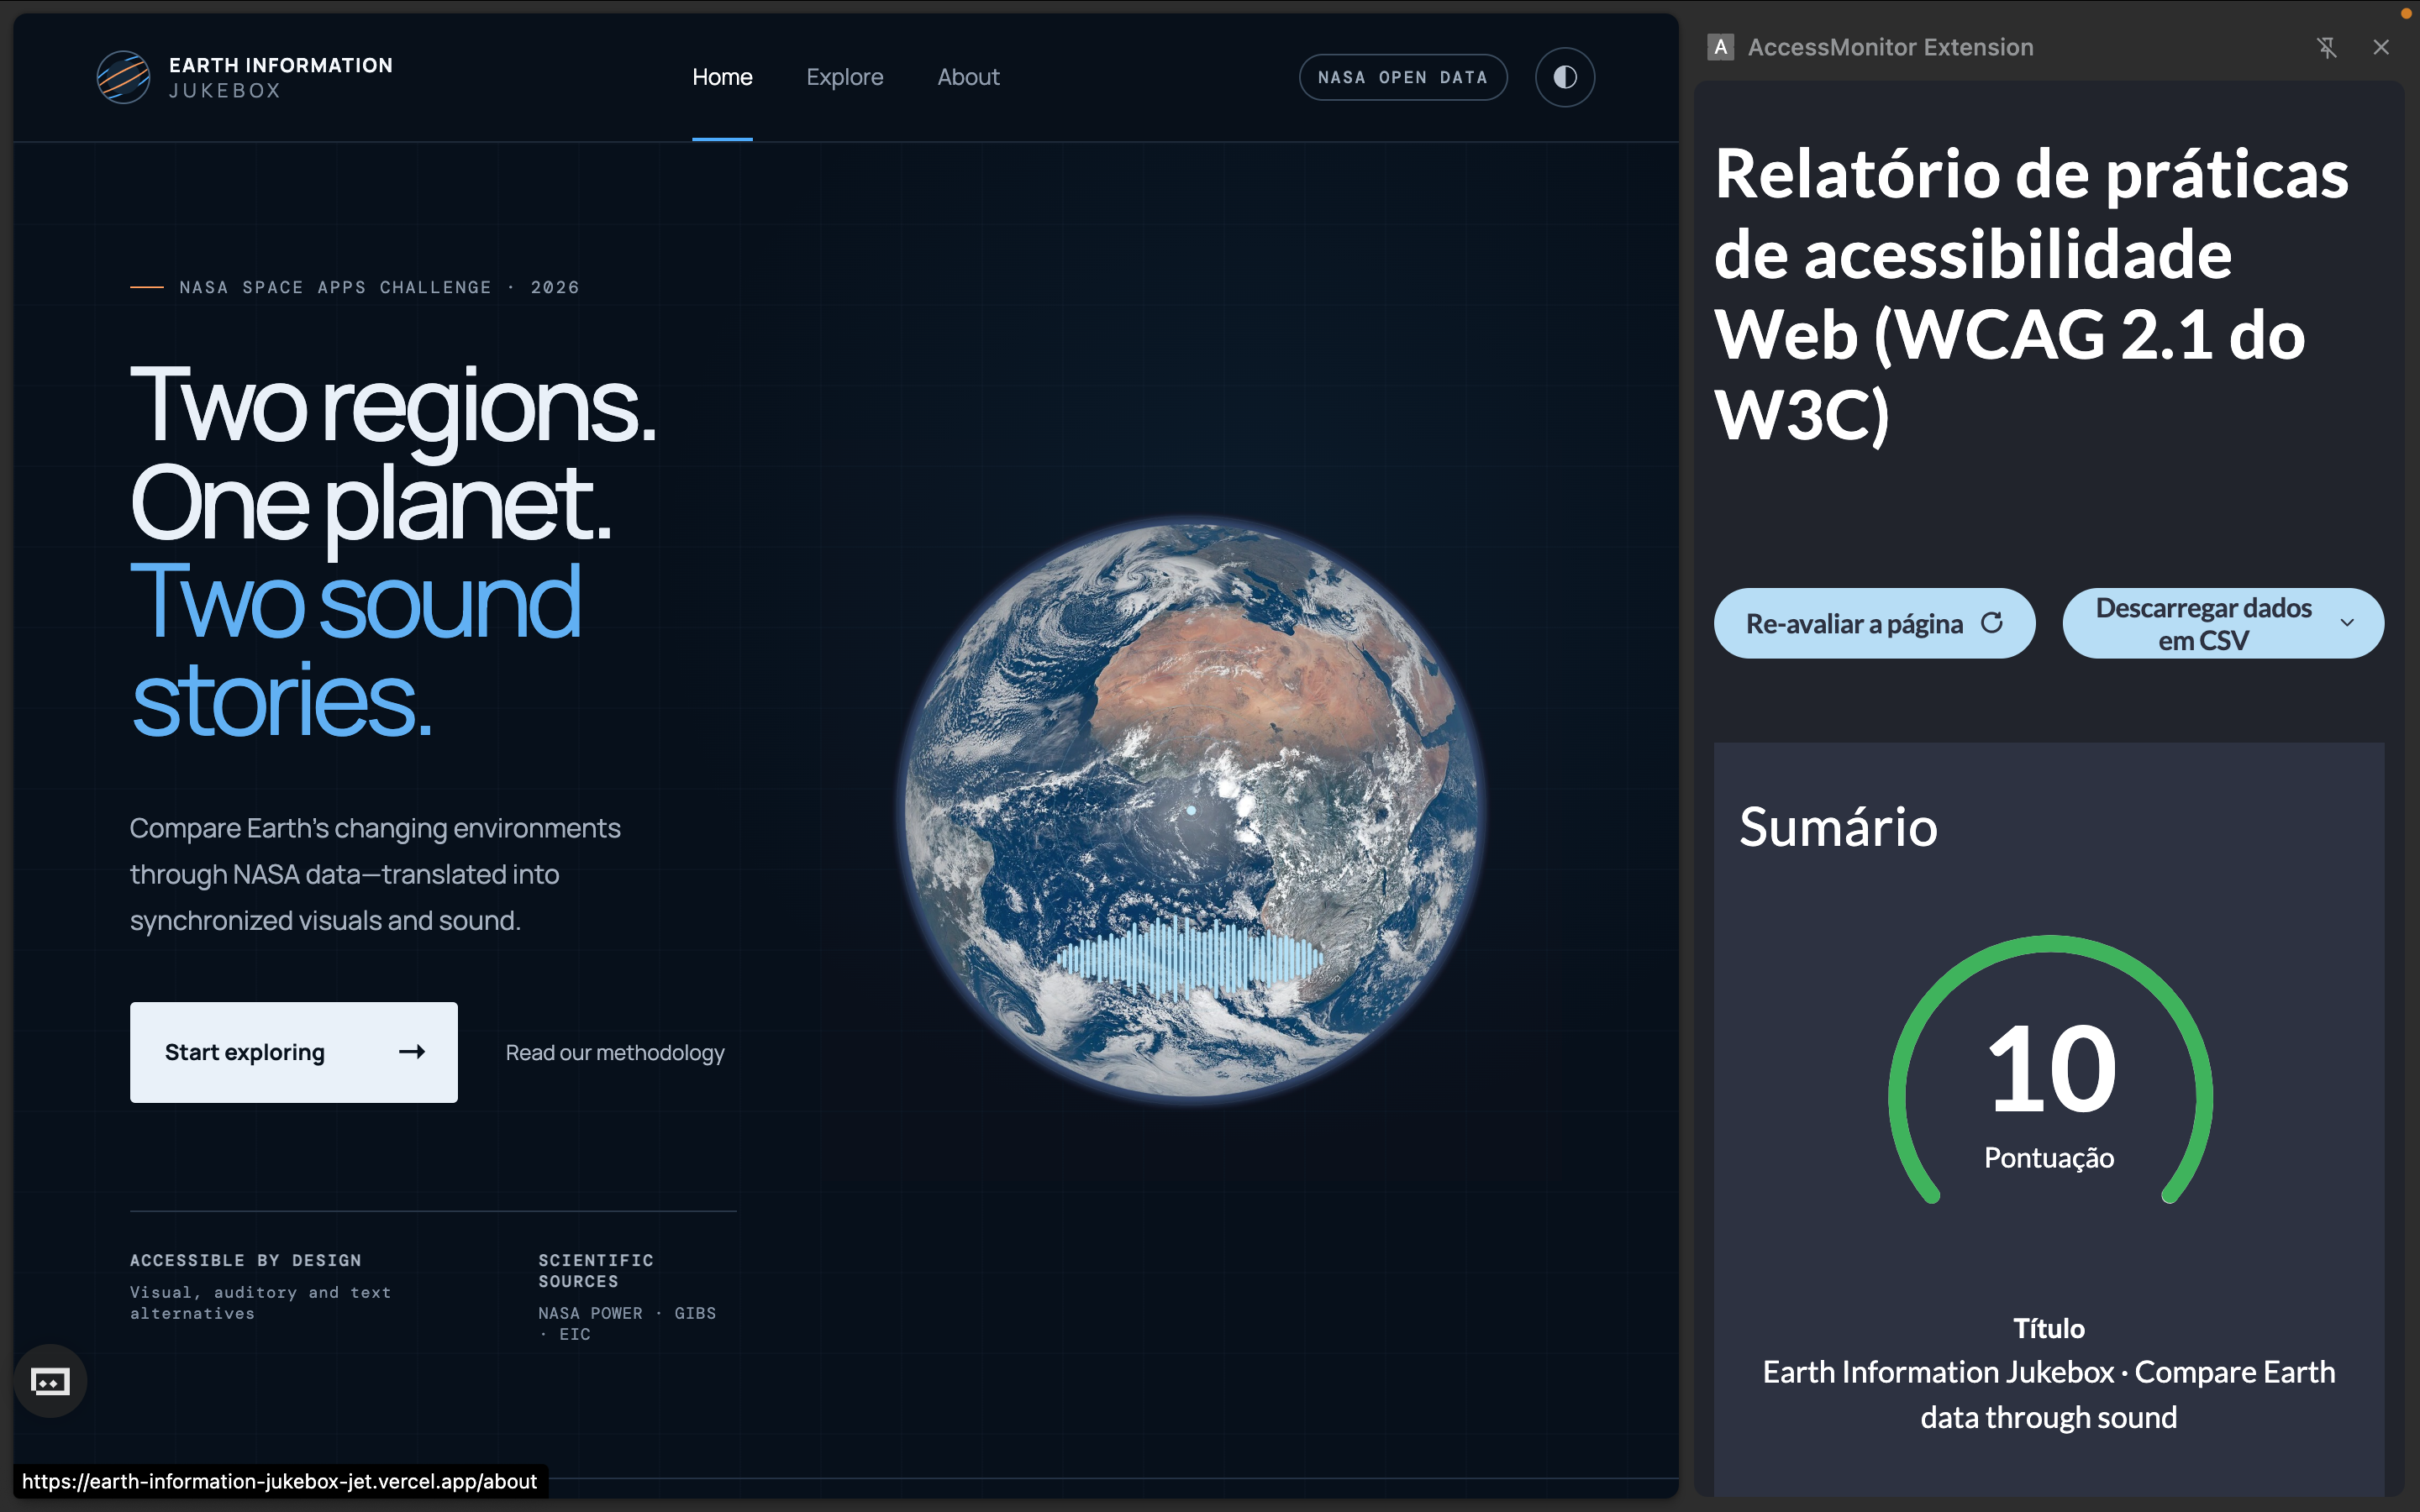 EARTH INFORMATION
JUKEBOX
Home
Explore
About
NASA OPEN DATA
NASA SPACE APPS CHALLENGE · 2026
Two regions.
One planet.
Two sound
stories.
Compare Earth’s changing environments
through NASA data—translated into
synchronized visuals and sound.
Start exploring →
Read our methodology
ACCESSIBLE BY DESIGN
Visual, auditory and text
alternatives
SCIENTIFIC
SOURCES
NASA POWER · GIBS
· EIC
https://earth-information-jukebox-jet.vercel.app/about
A AccessMonitor Extension
Relatório de práticas
de acessibilidade
Web (WCAG 2.1 do
W3C)
Re-avaliar a página
Descarregar dados
em CSV
Sumário
10
Pontuação
Título
Earth Information Jukebox · Compare Earth
data through sound